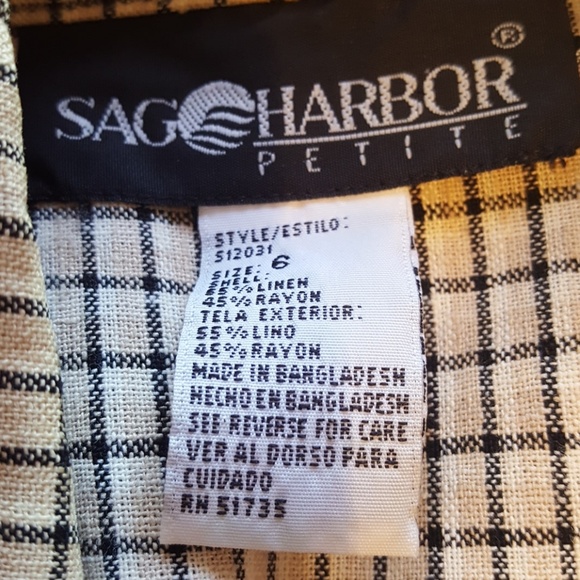 SAG HARBOR®
PETITE
STYLE/ESTILO:
S12031
SIZE: 6
SHELL:
55%LINEN
45%RAYON
TELA EXTERIOR:
55%LINO
45%RAYON
MADE IN BANGLADESH
HECHO EN BANGLADESH
SEE REVERSE FOR CARE
VER AL DORSO PARA
CUIDADO
RN 51735